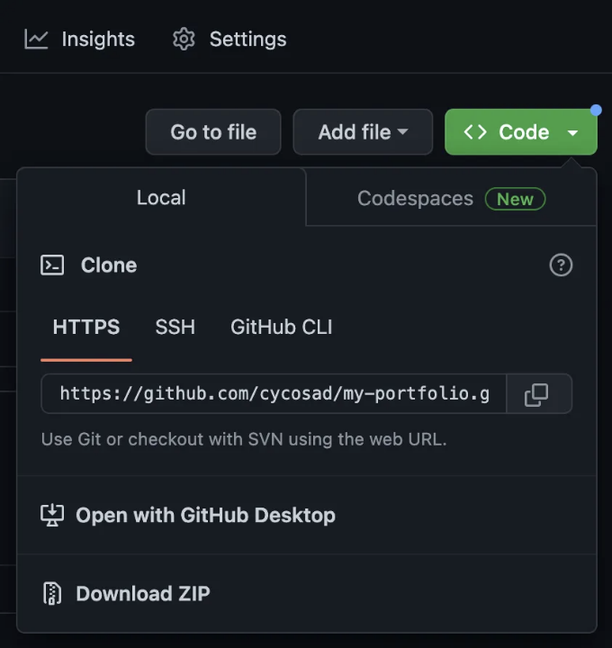 Insights Settings
Go to file Add file <> Code
Local Codespaces New
Clone
HTTPS SSH GitHub CLI
https://github.com/cycosad/my-portfolio.g
Use Git or checkout with SVN using the web URL.
Open with GitHub Desktop
Download ZIP